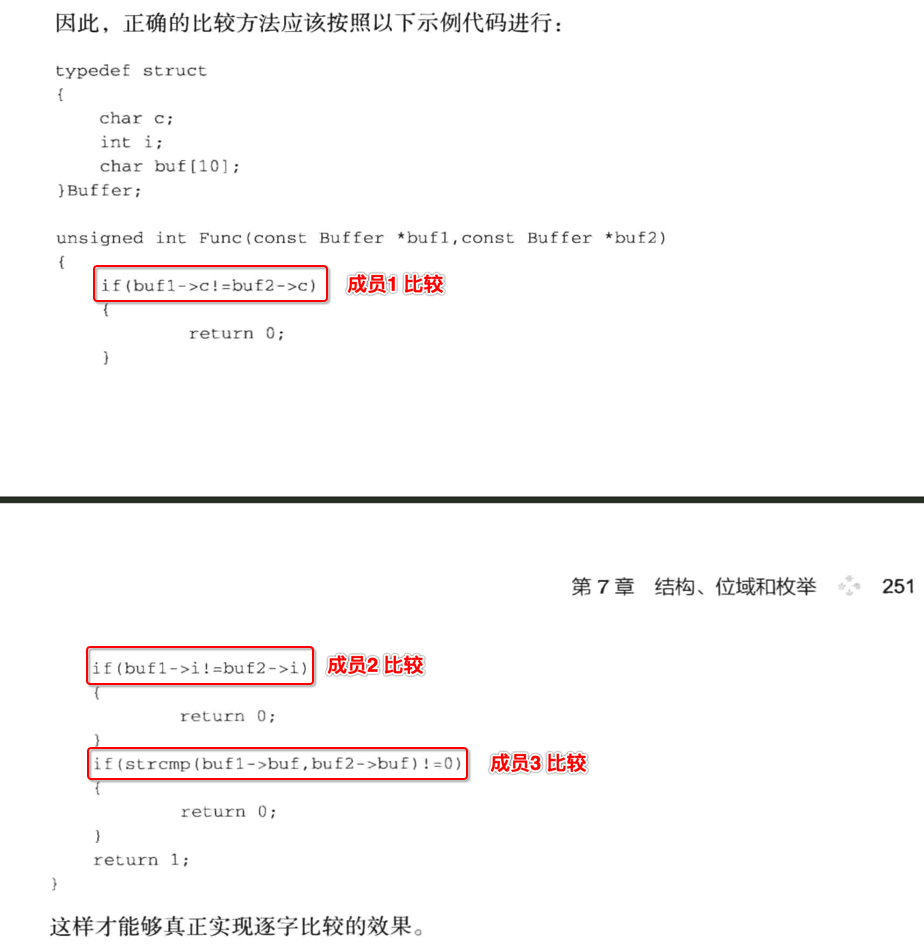 因此，正确的比较方法应该按照以下示例代码进行：
typedef struct
{
    char c;
    int i;
    char buf[10];
}Buffer;
unsigned int Func(const Buffer *buf1,const Buffer *buf2)
{
    if(buf1->c!=buf2->c) 成员1 比较
    {
            return 0;
    }
第 7 章 结构、位域和枚举 251
    if(buf1->i!=buf2->i) 成员2 比较
    {
            return 0;
    }
    if(strcmp(buf1->buf,buf2->buf)!=0) 成员3 比较
    {
            return 0;
    }
    return 1;
}
这样才能够真正实现逐字比较的效果。